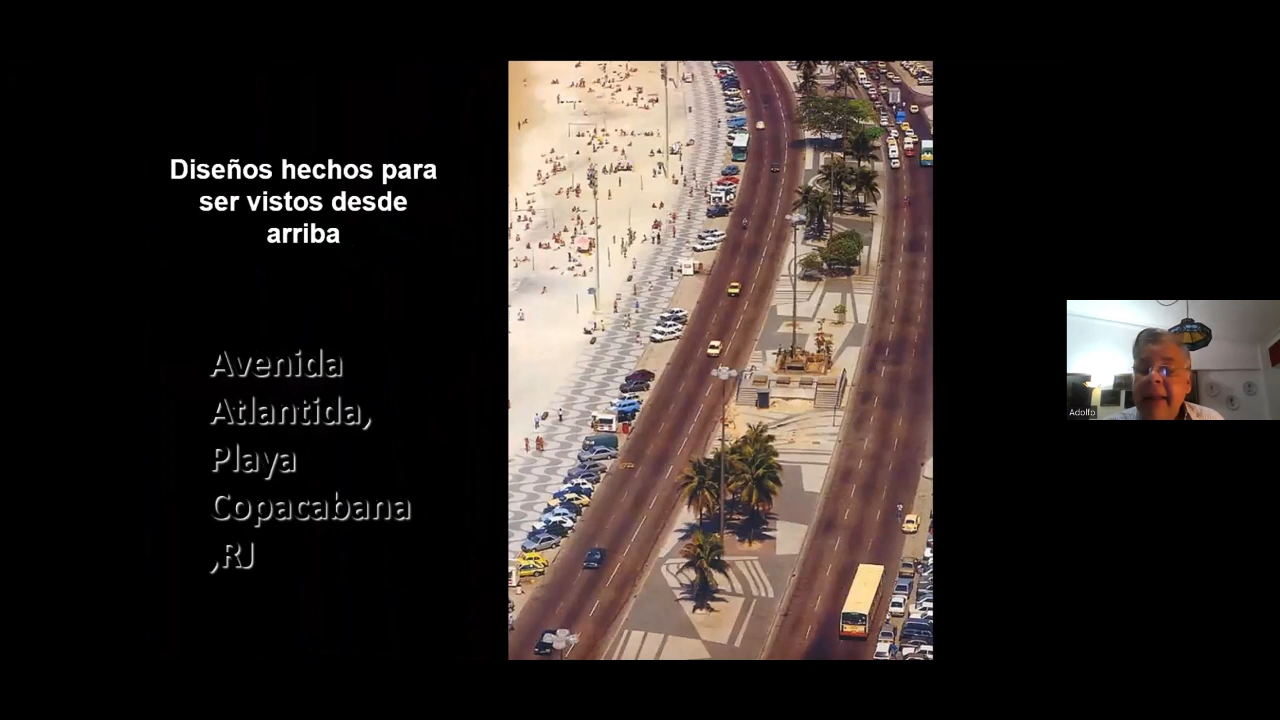 Diseños hechos para
ser vistos desde
arriba
Avenida
Atlantida,
Playa
Copacabana
,RJ
Adolfo